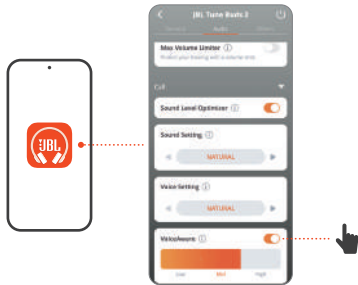 JBL Tune Beats 2
Audio
Max Volume Limiter
Call
Sound Level Optimizer
Sound Setting
NATURAL
Voice Setting
NATURAL
VoiceAware
Low Mid High
JBL